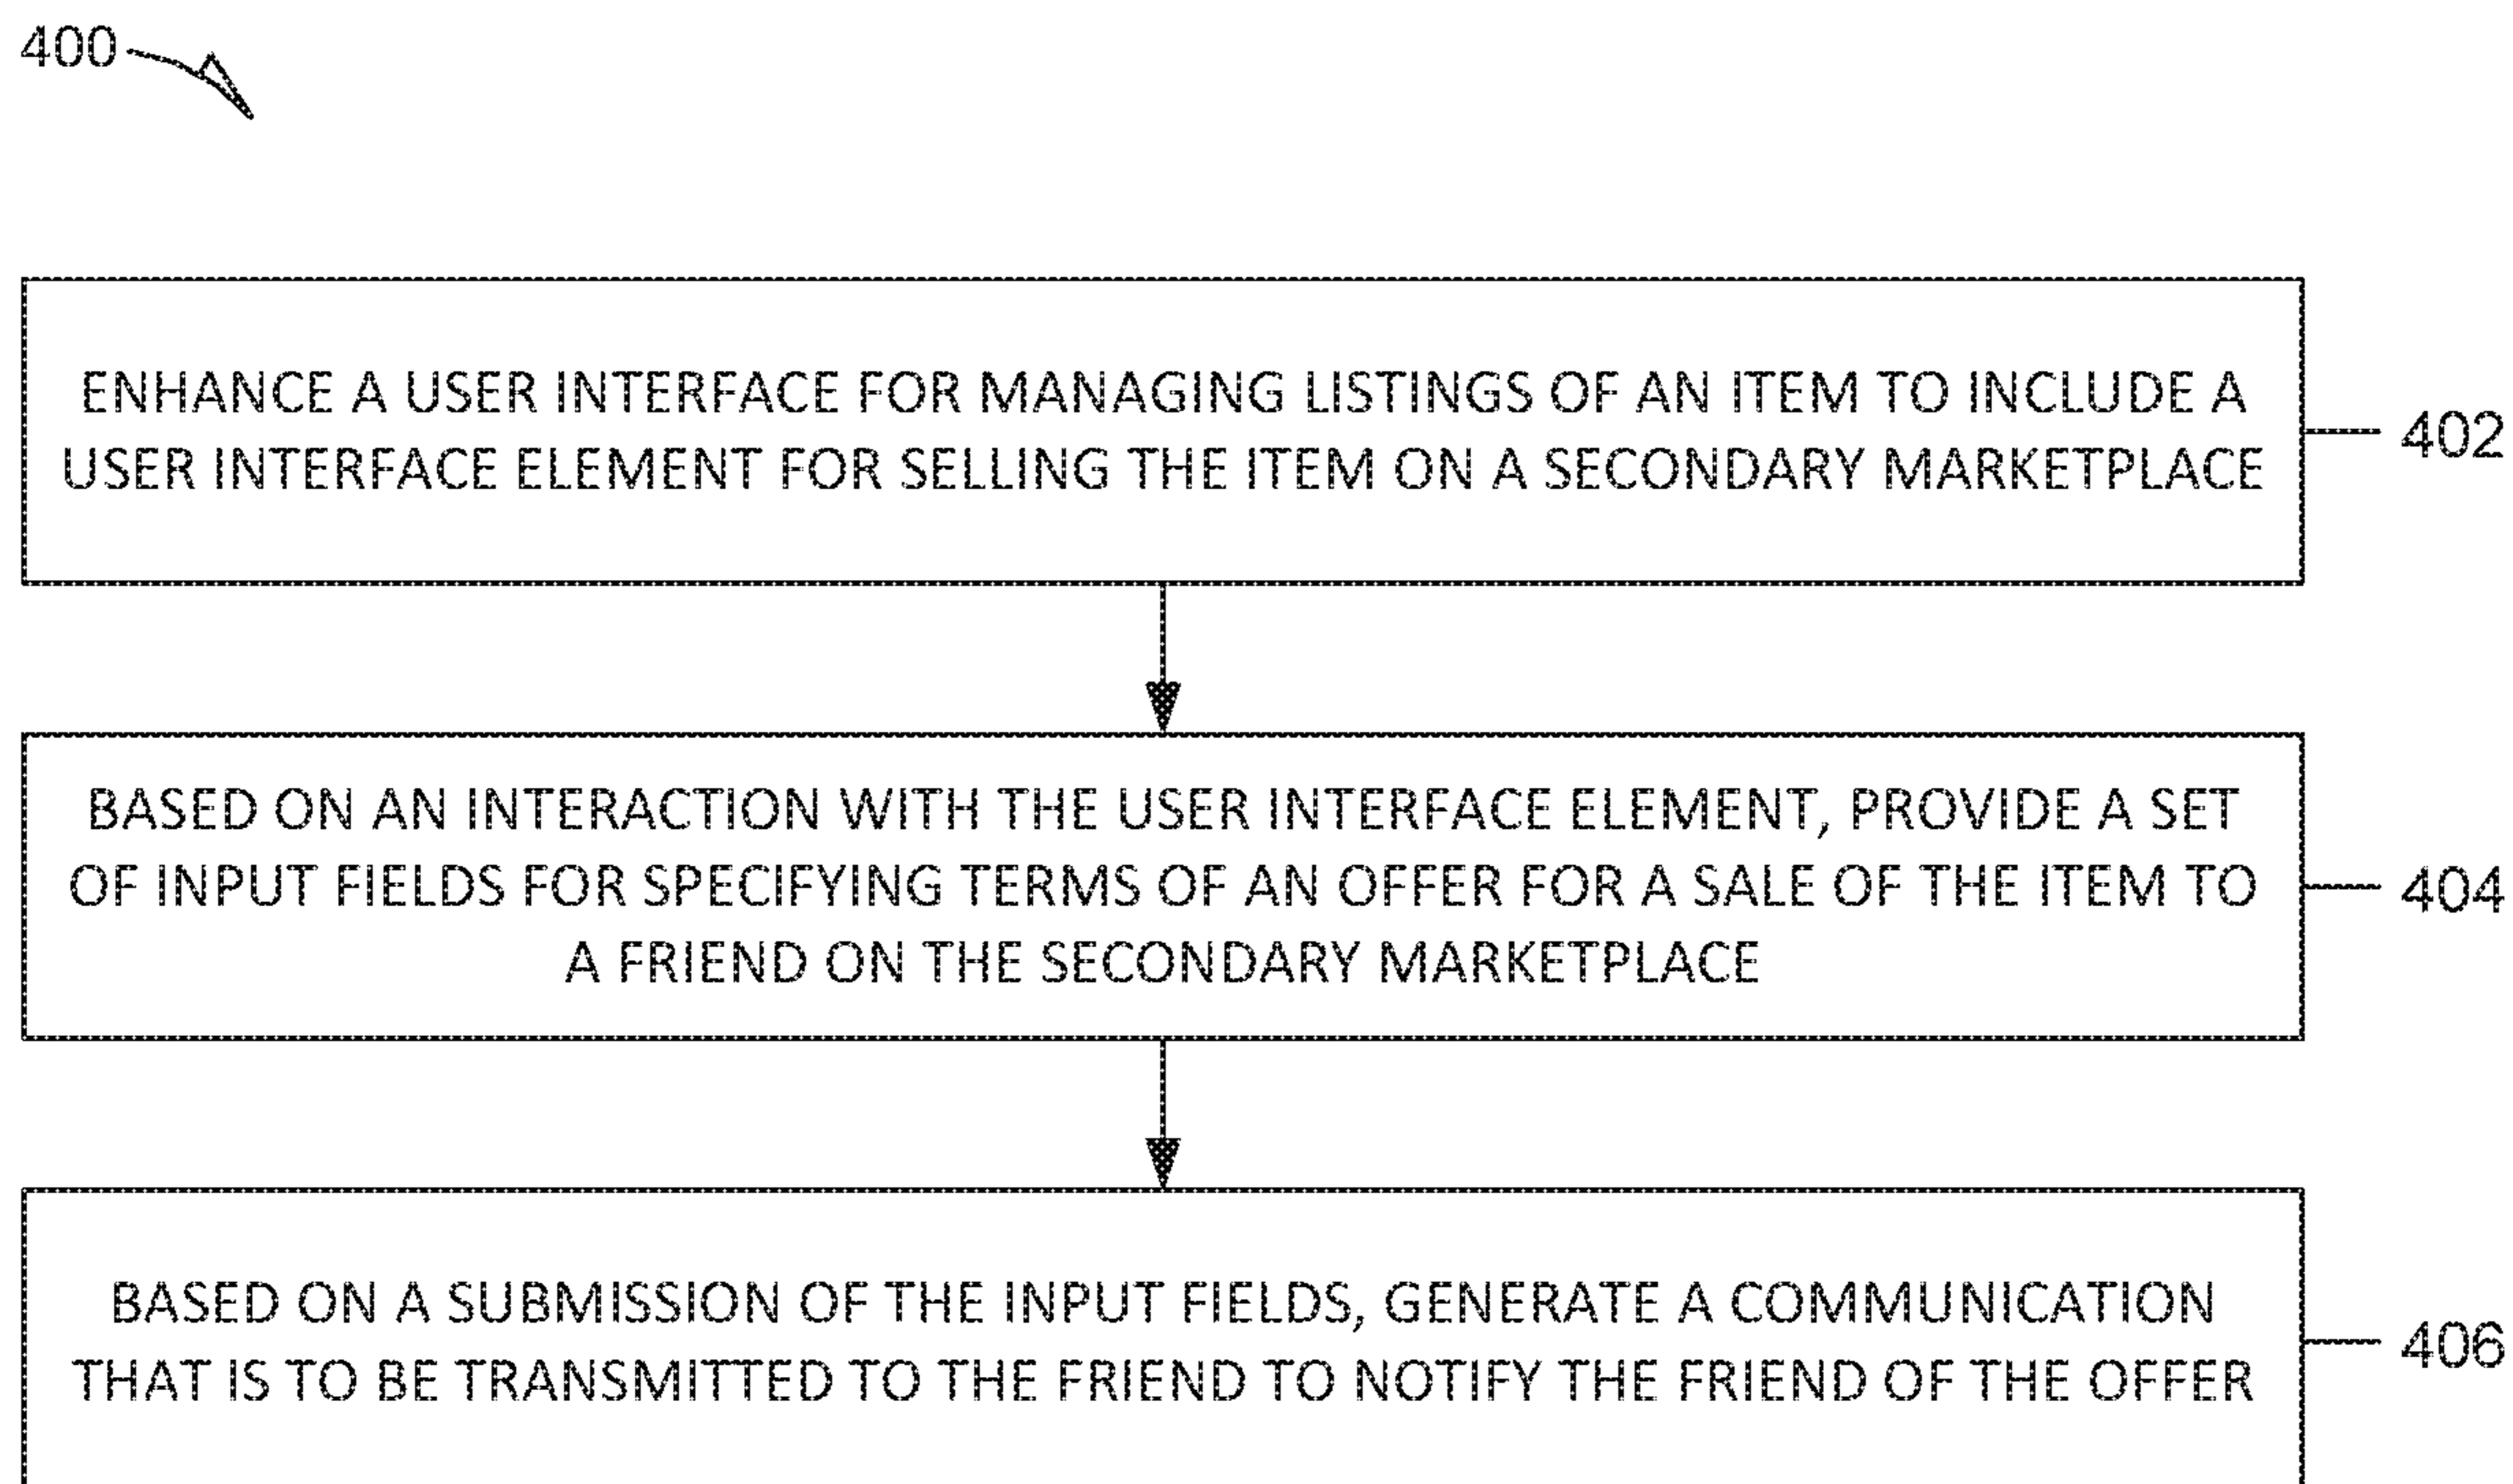 400
ENHANCE A USER INTERFACE FOR MANAGING LISTINGS OF AN ITEM TO INCLUDE A
USER INTERFACE ELEMENT FOR SELLING THE ITEM ON A SECONDARY MARKETPLACE
402
BASED ON AN INTERACTION WITH THE USER INTERFACE ELEMENT, PROVIDE A SET
OF INPUT FIELDS FOR SPECIFYING TERMS OF AN OFFER FOR A SALE OF THE ITEM TO
A FRIEND ON THE SECONDARY MARKETPLACE
404
BASED ON A SUBMISSION OF THE INPUT FIELDS, GENERATE A COMMUNICATION
THAT IS TO BE TRANSMITTED TO THE FRIEND TO NOTIFY THE FRIEND OF THE OFFER
406